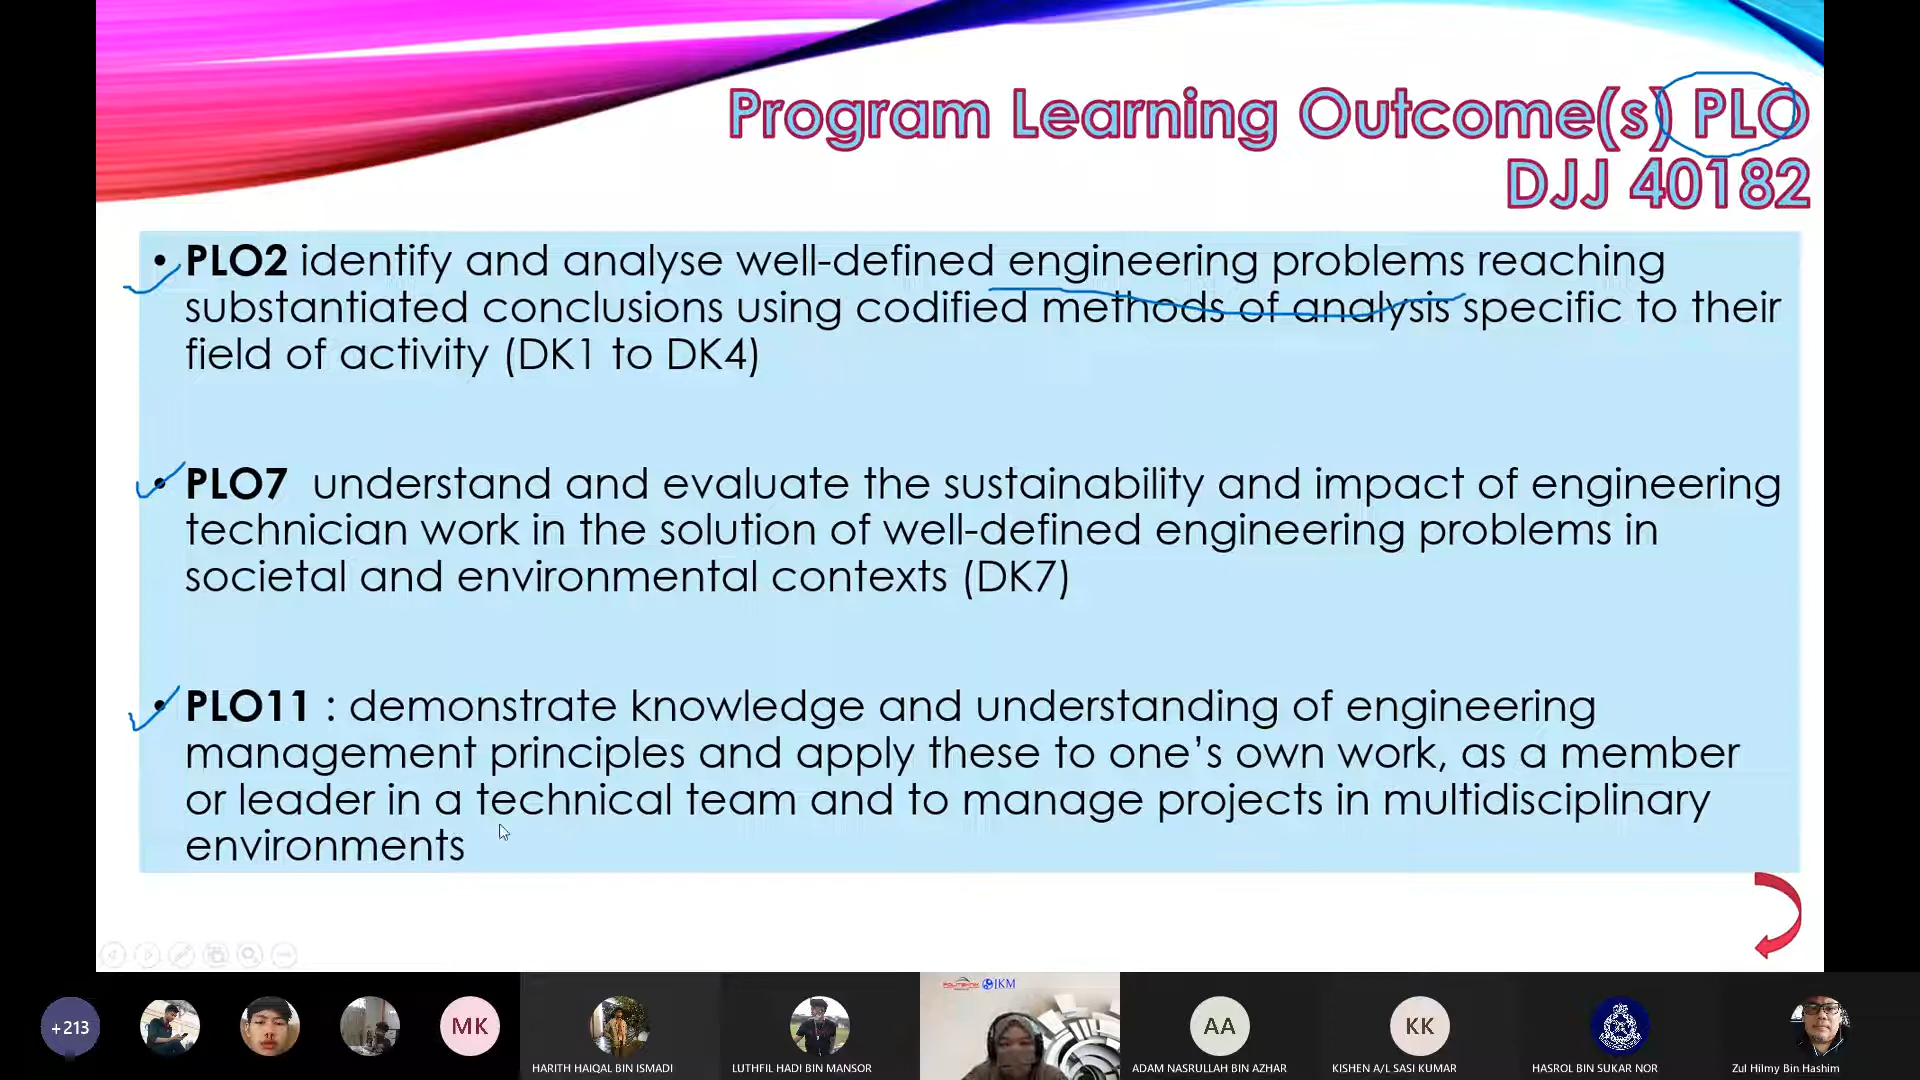 Program Learning Outcome(s) PLO
DJJ 40182
• PLO2 identify and analyse well-defined engineering problems reaching
substantiated conclusions using codified methods of analysis specific to their
field of activity (DK1 to DK4)
• PLO7 understand and evaluate the sustainability and impact of engineering
technician work in the solution of well-defined engineering problems in
societal and environmental contexts (DK7)
• PLO11 : demonstrate knowledge and understanding of engineering
management principles and apply these to one’s own work, as a member
or leader in a technical team and to manage projects in multidisciplinary
environments
+213
MK
HARITH HAIQAL BIN ISMADI
LUTHFIL HADI BIN MANSOR
POLITEKNIK JKM
AA
ADAM NASRULLAH BIN AZHAR
KK
KISHEN A/L SASI KUMAR
HASROL BIN SUKAR NOR
Zul Hilmy Bin Hashim